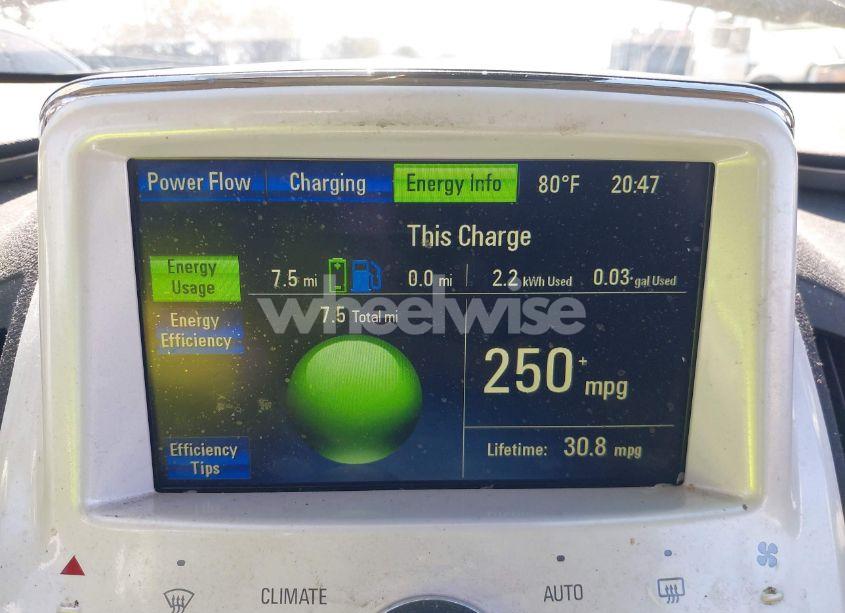 Power Flow Charging Energy Info 80°F 20:47
This Charge
Energy Usage
7.5 mi 0.0 mi 2.2 kWh Used 0.03* gal Used
wheelwise
7.5 Total mi
Energy Efficiency
250+ mpg
Efficiency Tips
Lifetime: 30.8 mpg
CLIMATE AUTO